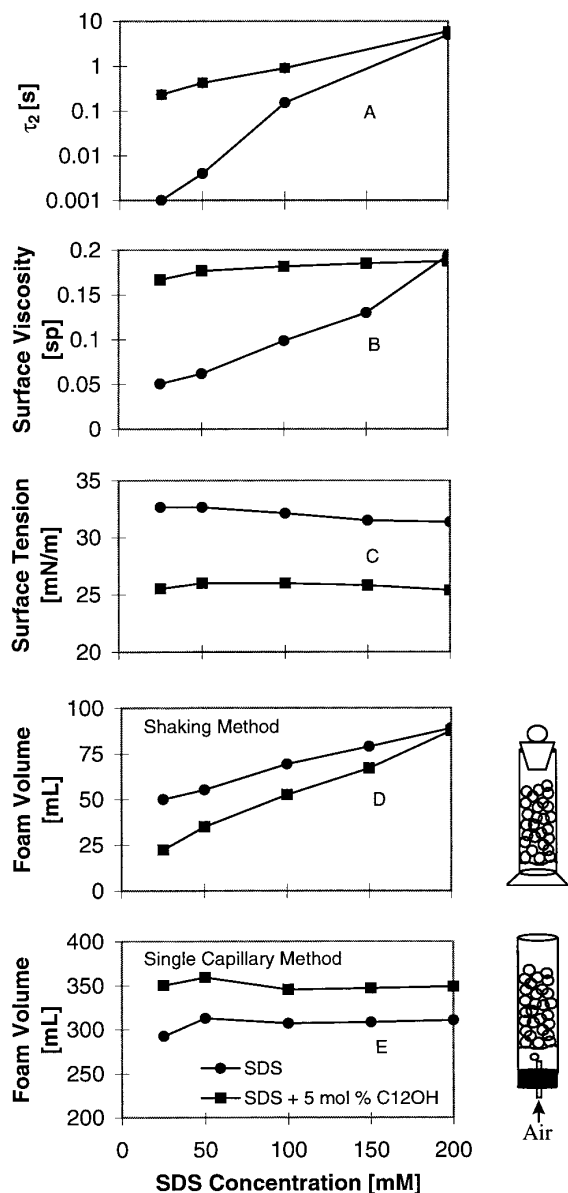 10
1
0.1
0.01
0.001
τ2 [s]
A
0.2
0.15
0.1
0.05
0
Surface Viscosity
[sp]
B
35
30
25
20
Surface Tension
[mN/m]
C
100
75
50
25
0
Foam Volume
[mL]
Shaking Method
D
400
350
300
250
200
Foam Volume
[mL]
Single Capillary Method
E
SDS
SDS + 5 mol % C12OH
0 50 100 150 200
SDS Concentration [mM]
Air